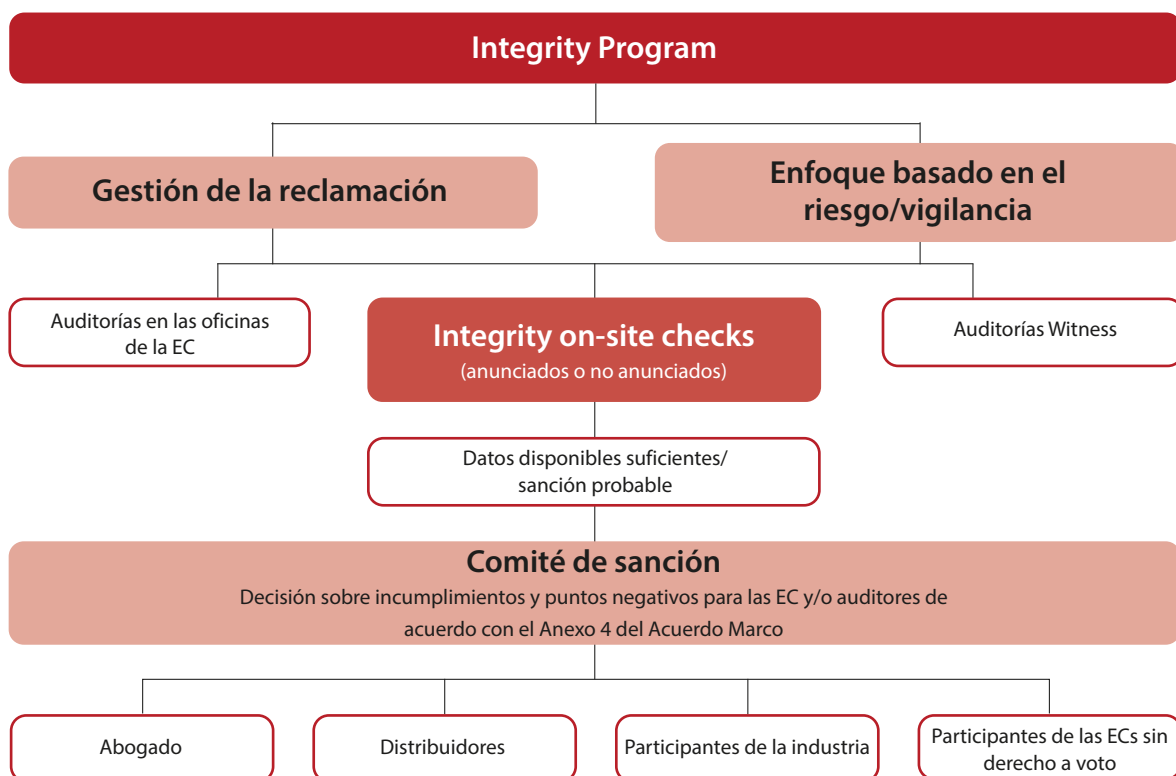 Integrity Program
Gestión de la reclamación
Enfoque basado en el
riesgo/vigilancia
Auditorías en las oficinas
de la EC
Integrity on-site checks
(anunciados o no anunciados)
Auditorías Witness
Datos disponibles suficientes/
sanción probable
Comité de sanción
Decisión sobre incumplimientos y puntos negativos para las EC y/o auditores de
acuerdo con el Anexo 4 del Acuerdo Marco
Abogado
Distribuidores
Participantes de la industria
Participantes de las ECs sin
derecho a voto